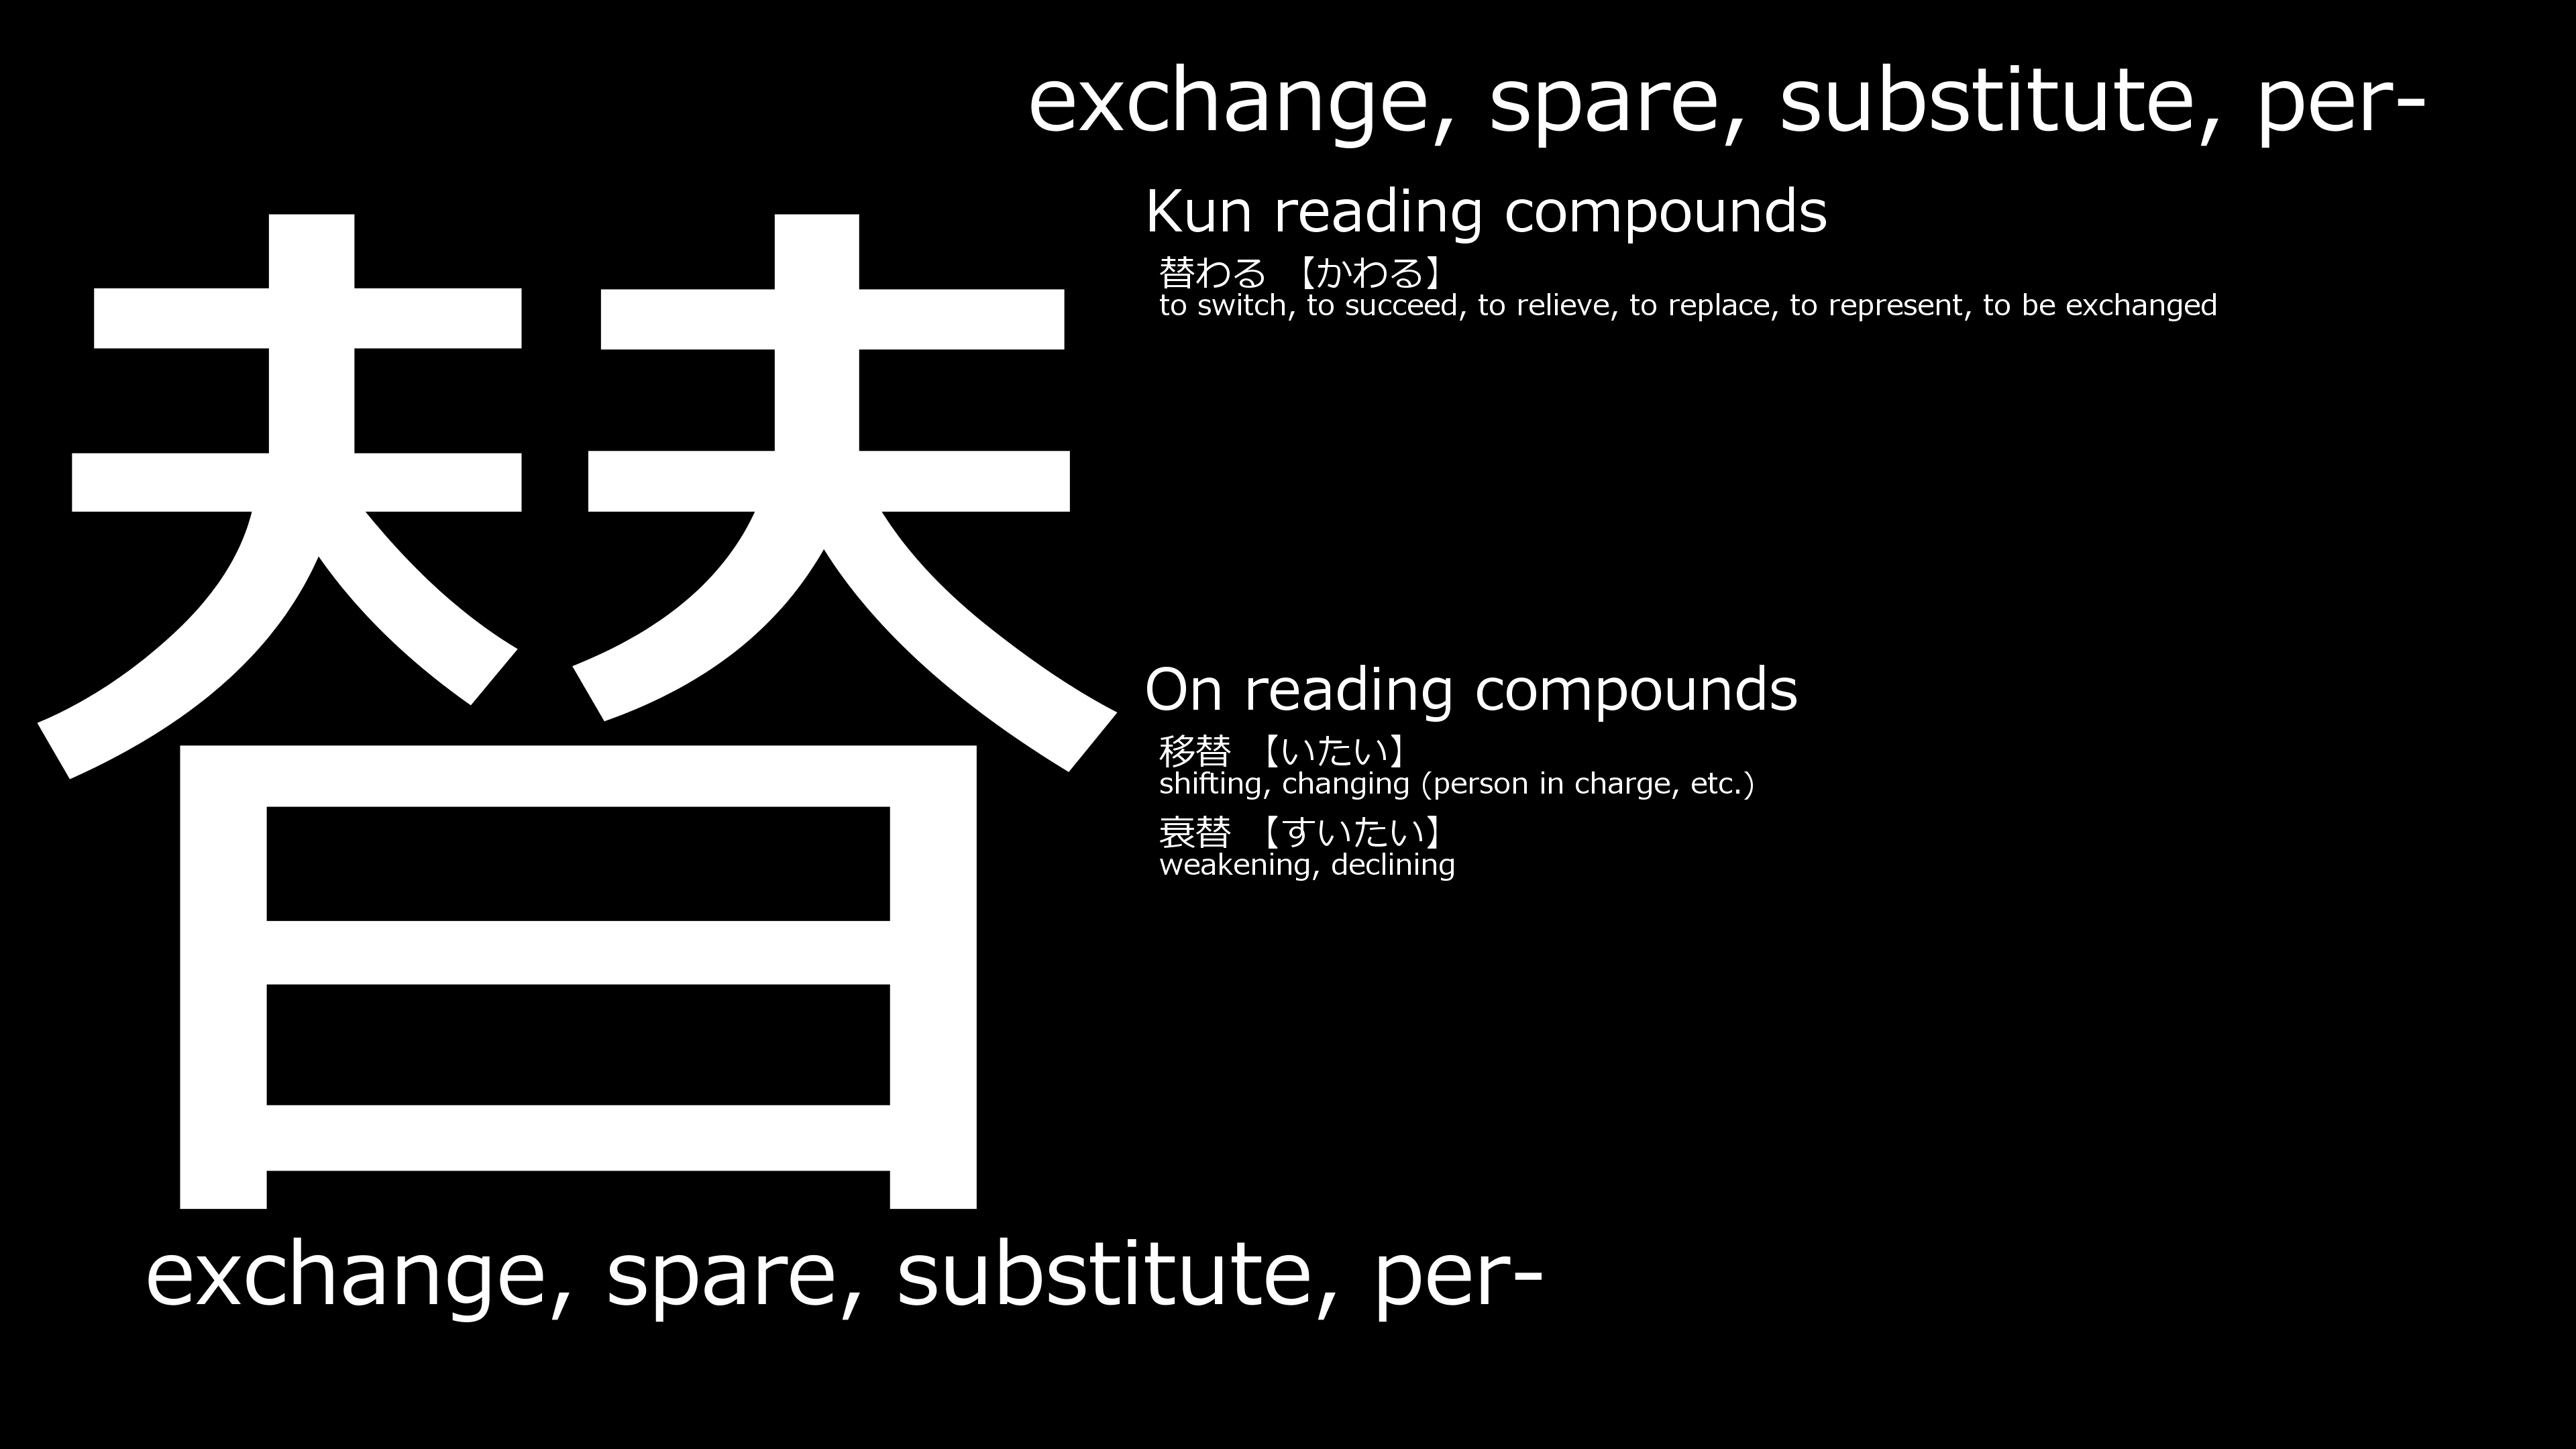 替
exchange, spare, substitute, per-
Kun reading compounds
替わる 【かわる】
to switch, to succeed, to relieve, to replace, to represent, to be exchanged
On reading compounds
移替 【いたい】
shifting, changing (person in charge, etc.)
衰替 【すいたい】
weakening, declining
exchange, spare, substitute, per-